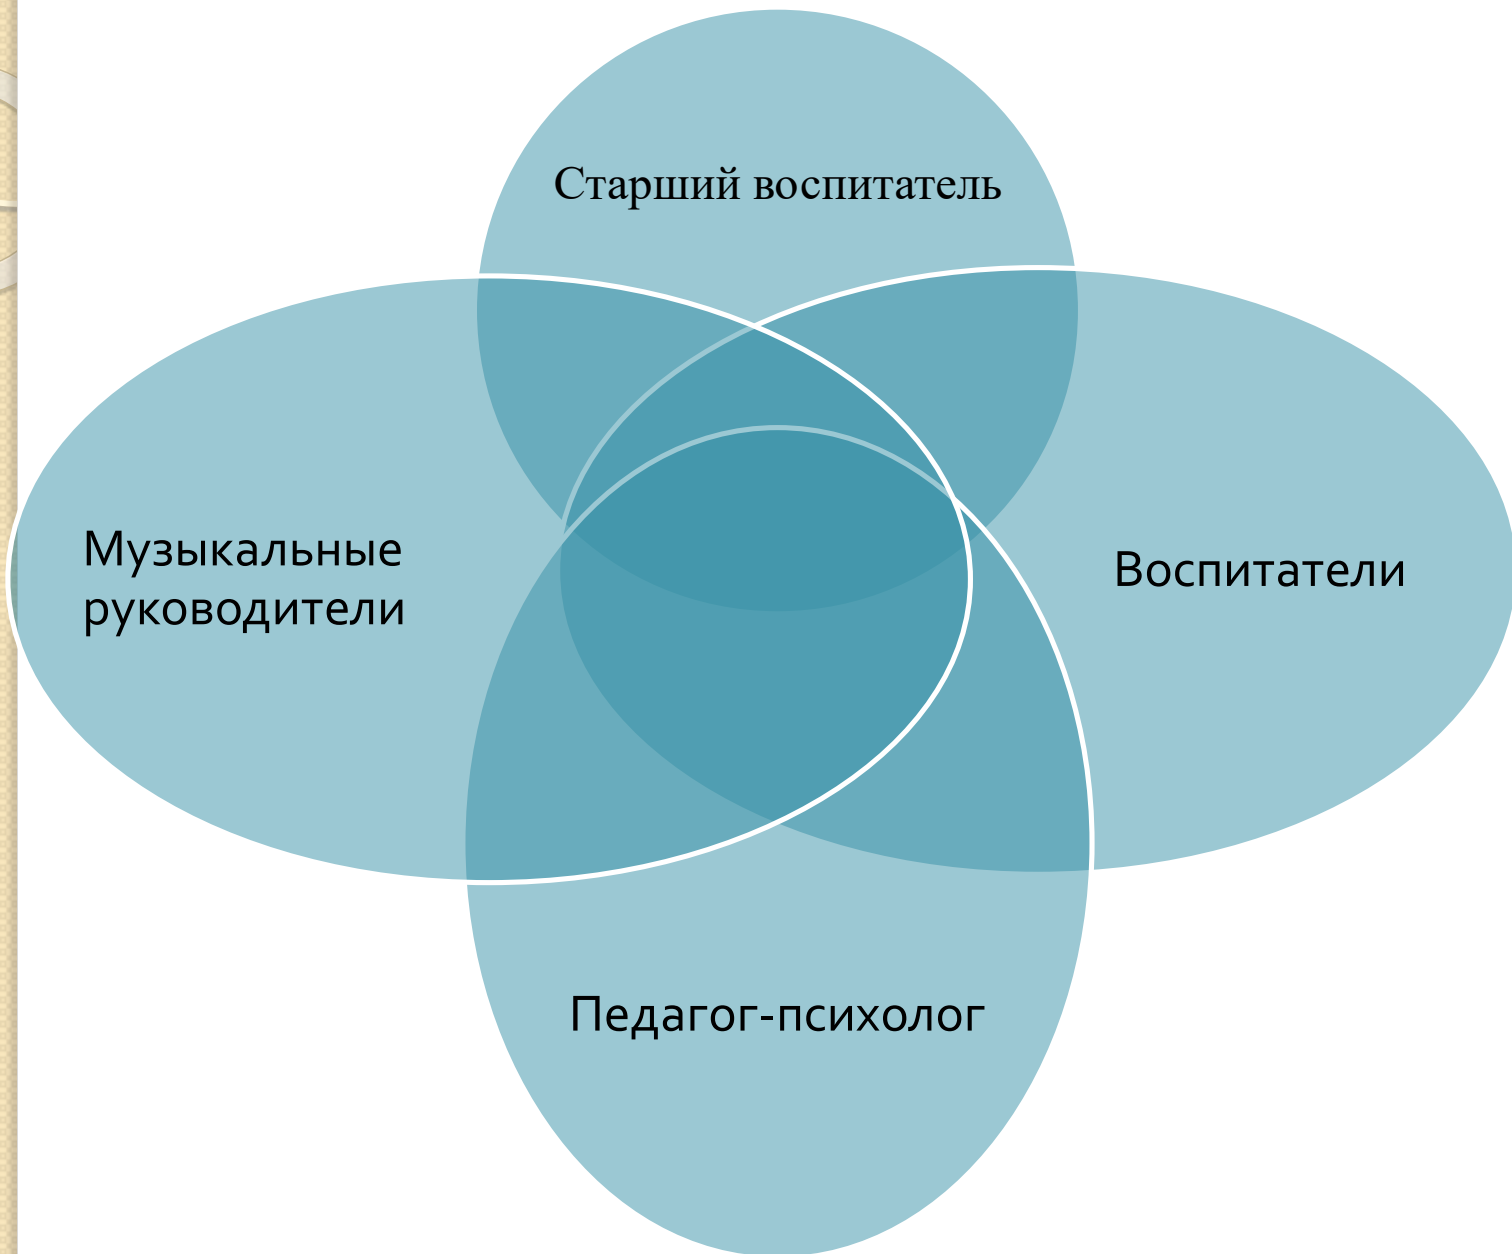 Старший воспитатель
Музыкальные
руководители
Воспитатели
Педагог-психолог